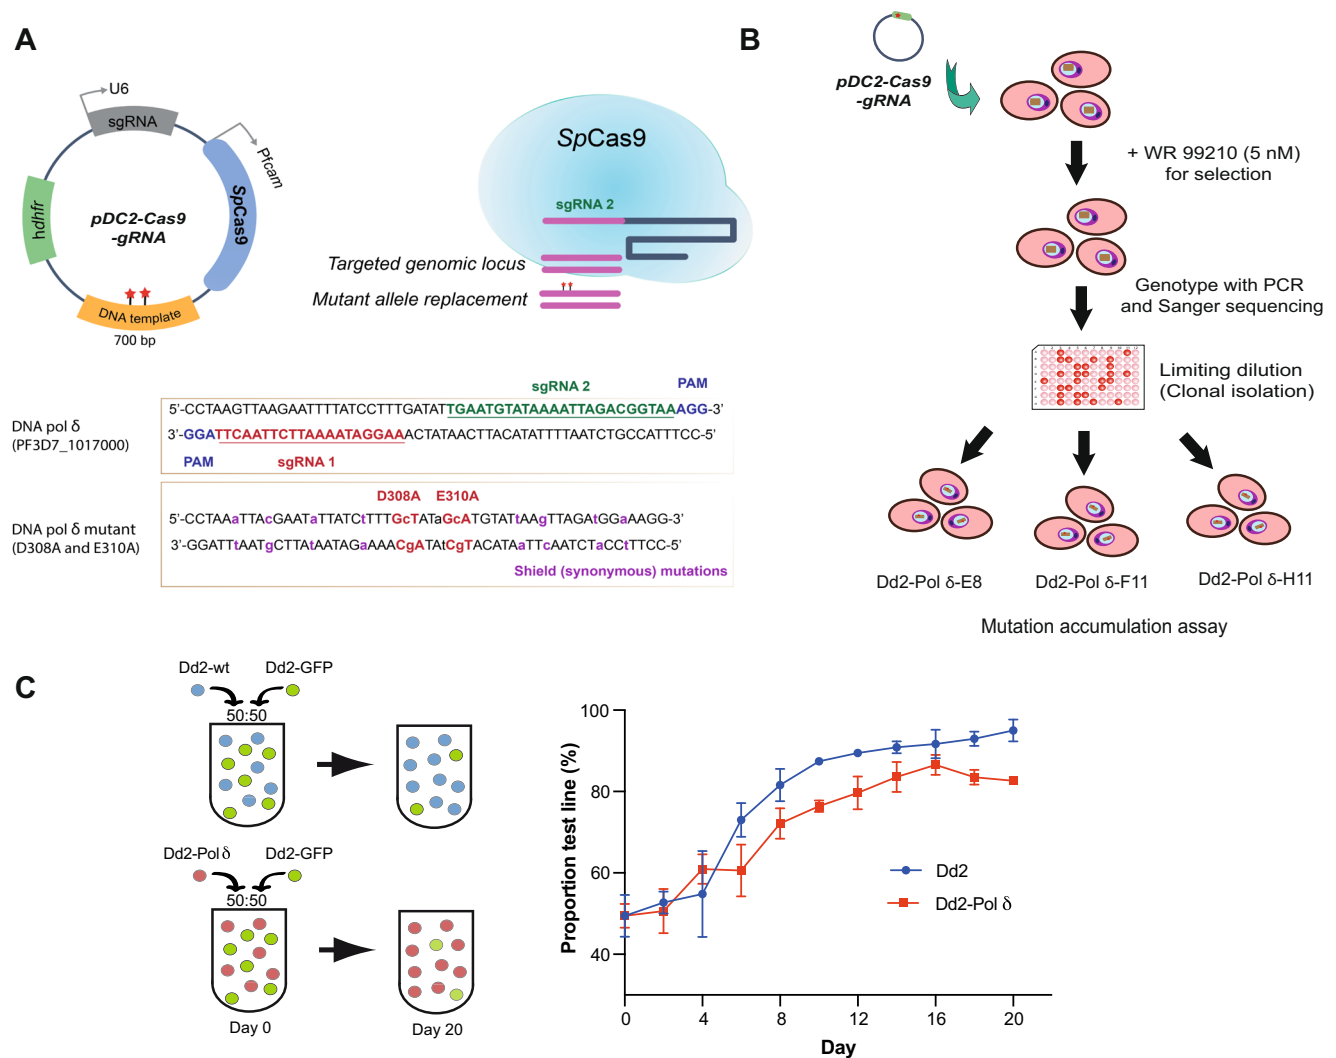 A
U6
sgRNA
Pfcam
SpCas9
hdhfr
pDC2-Cas9
-gRNA
DNA template
700 bp
SpCas9
sgRNA 2
Targeted genomic locus
Mutant allele replacement
sgRNA 2
PAM
DNA pol δ
(PF3D7_1017000)
5'-CCTAAGTTAAGAATTTTATCCTTTGATATTGAATGTATAAAATTAGACGGTAAAGG-3'
3'-GGATTCAATTCTTAAAATAGGAAACTATAACTTACATATTTTAATCTGCCATTTCC-5'
PAM
sgRNA 1
D308A
E310A
DNA pol δ mutant
(D308A and E310A)
5'-CCTAAaTTAcGAATaTTATCtTTTGcTATaGcATGTATtAAgTTAGAtGGaAAGG-3'
3'-GGATTtAATgCTTAtAATAGaAAACgATAtCgTACATAaATTcAATCTaCCtTTCC-5'
Shield (synonymous) mutations
B
pDC2-Cas9
-gRNA
+ WR 99210 (5 nM)
for selection
Genotype with PCR
and Sanger sequencing
Limiting dilution
(Clonal isolation)
Dd2-Pol δ-E8
Dd2-Pol δ-F11
Dd2-Pol δ-H11
Mutation accumulation assay
C
Dd2-wt
Dd2-GFP
50:50
Dd2-Pol δ
Dd2-GFP
50:50
Day 0
Day 20
Proportion test line (%)
100
80
60
40
Dd2
Dd2-Pol δ
0
4
8
12
16
20
Day